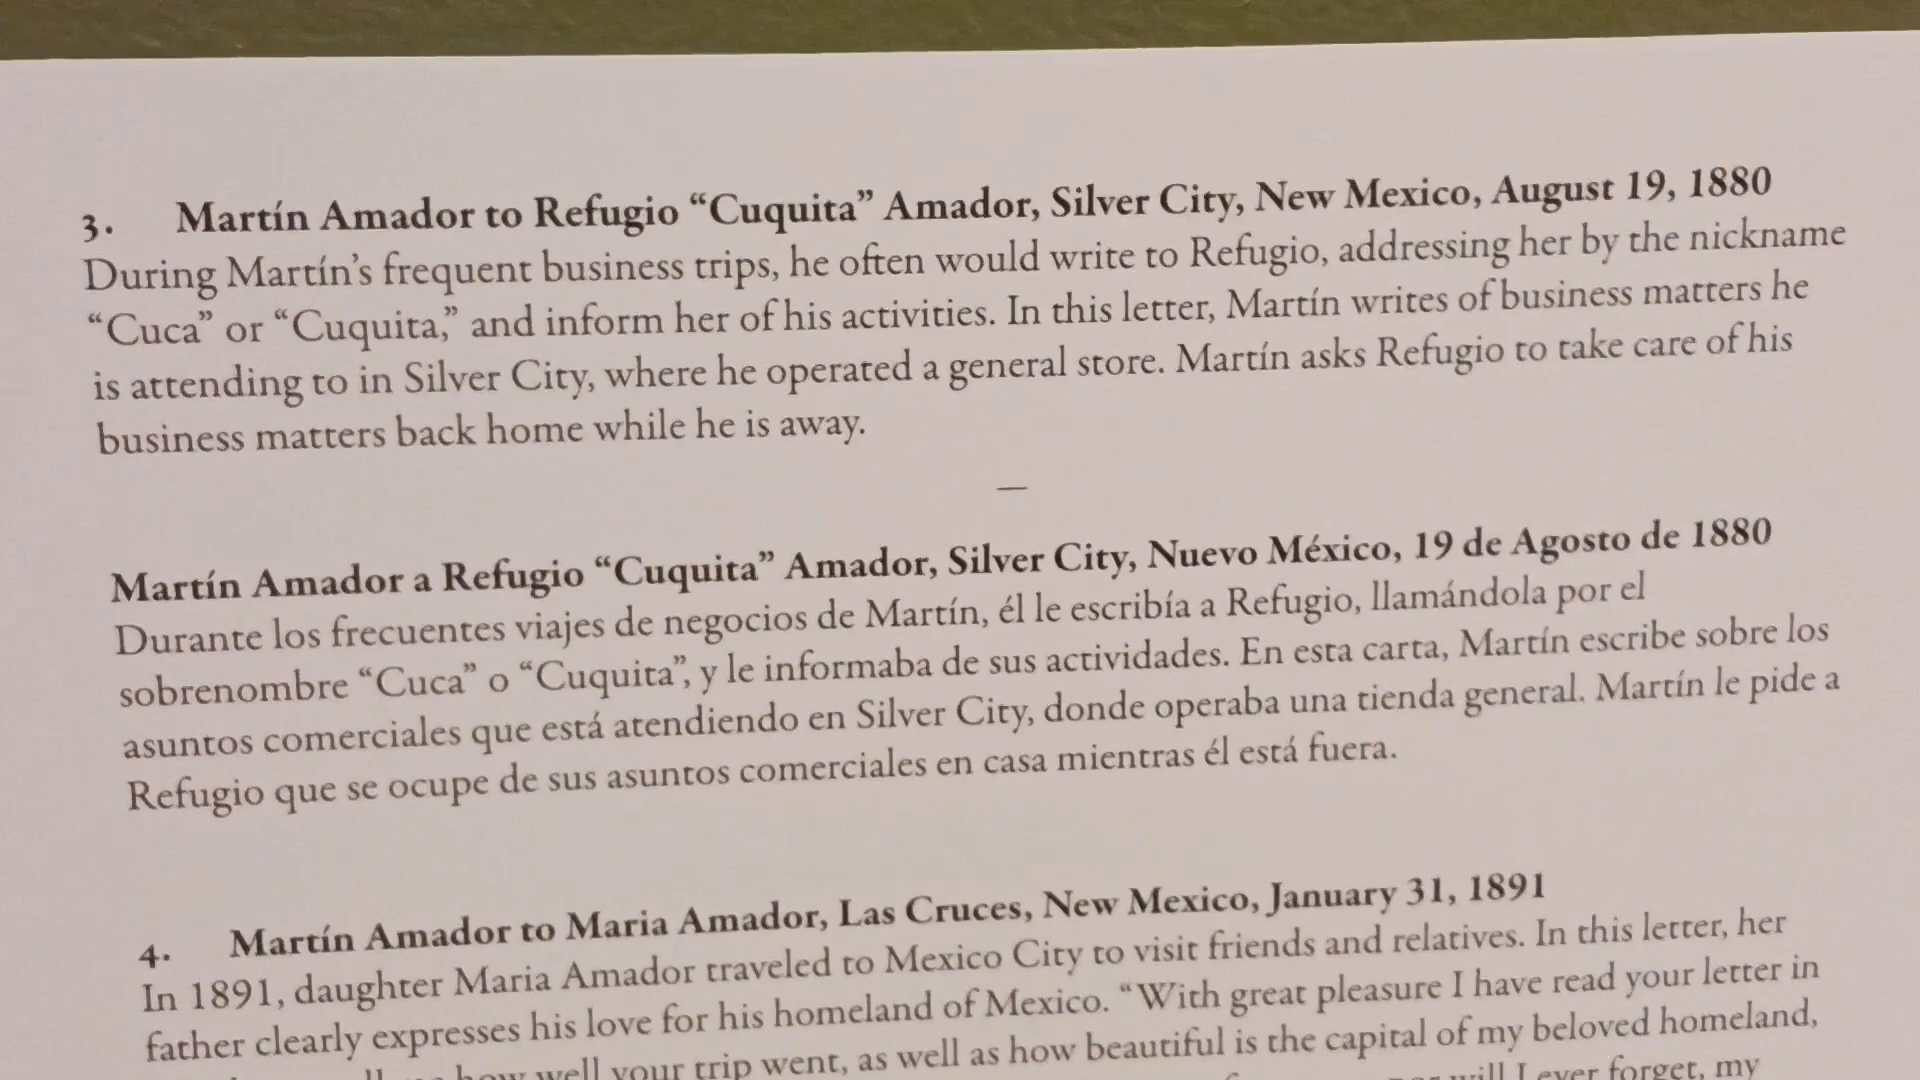 3. Martín Amador to Refugio “Cuquita” Amador, Silver City, New Mexico, August 19, 1880
During Martín’s frequent business trips, he often would write to Refugio, addressing her by the nickname
“Cuca” or “Cuquita,” and inform her of his activities. In this letter, Martín writes of business matters he
is attending to in Silver City, where he operated a general store. Martín asks Refugio to take care of his
business matters back home while he is away.
—
Martín Amador a Refugio “Cuquita” Amador, Silver City, Nuevo México, 19 de Agosto de 1880
Durante los frecuentes viajes de negocios de Martín, él le escribía a Refugio, llamándola por el
sobrenombre “Cuca” o “Cuquita”, y le informaba de sus actividades. En esta carta, Martín escribe sobre los
asuntos comerciales que está atendiendo en Silver City, donde operaba una tienda general. Martín le pide a
Refugio que se ocupe de sus asuntos comerciales en casa mientras él está fuera.
4. Martín Amador to Maria Amador, Las Cruces, New Mexico, January 31, 1891
In 1891, daughter Maria Amador traveled to Mexico City to visit friends and relatives. In this letter, her
father clearly expresses his love for his homeland of Mexico. “With great pleasure I have read your letter in
how well your trip went, as well as how beautiful is the capital of my beloved homeland,
will I ever forget, my